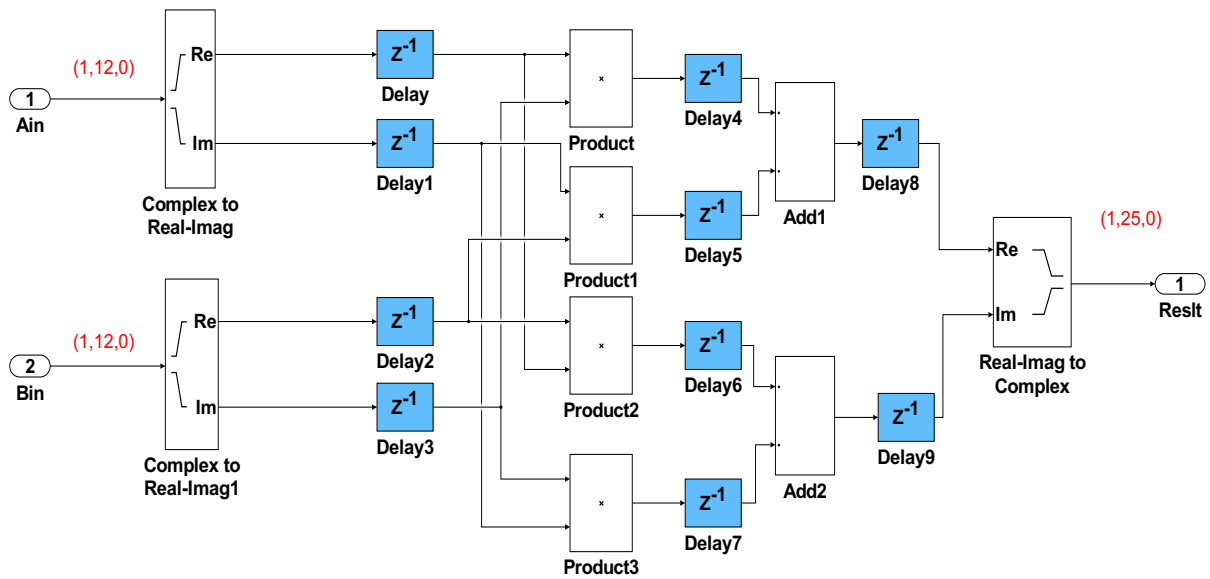 (1,12,0)
1
Ain
Re
Im
Complex to
Real-Imag
Z-1
Delay
Z-1
Delay1
×
Product
×
Product1
Z-1
Delay4
Z-1
Delay5
Add1
Z-1
Delay8
(1,12,0)
2
Bin
Re
Im
Complex to
Real-Imag1
Z-1
Delay2
Z-1
Delay3
×
Product2
×
Product3
Z-1
Delay6
Z-1
Delay7
Add2
Z-1
Delay9
Re
Im
Real-Imag to
Complex
(1,25,0)
1
Reslt